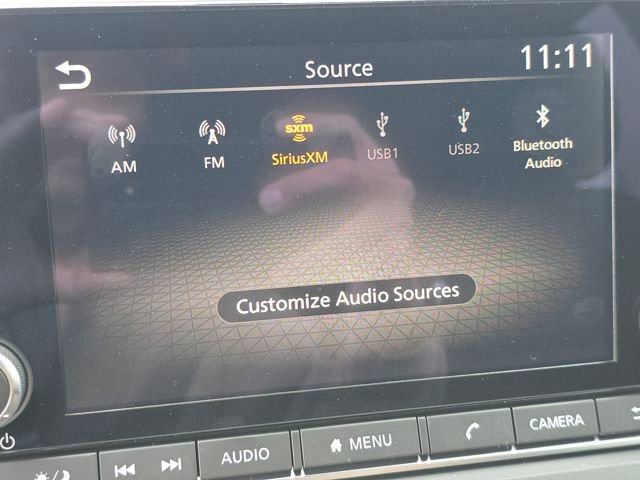 Source
11:11
AM
FM
sxm
SiriusXM
USB1
USB2
Bluetooth
Audio
Customize Audio Sources
AUDIO
MENU
CAMERA